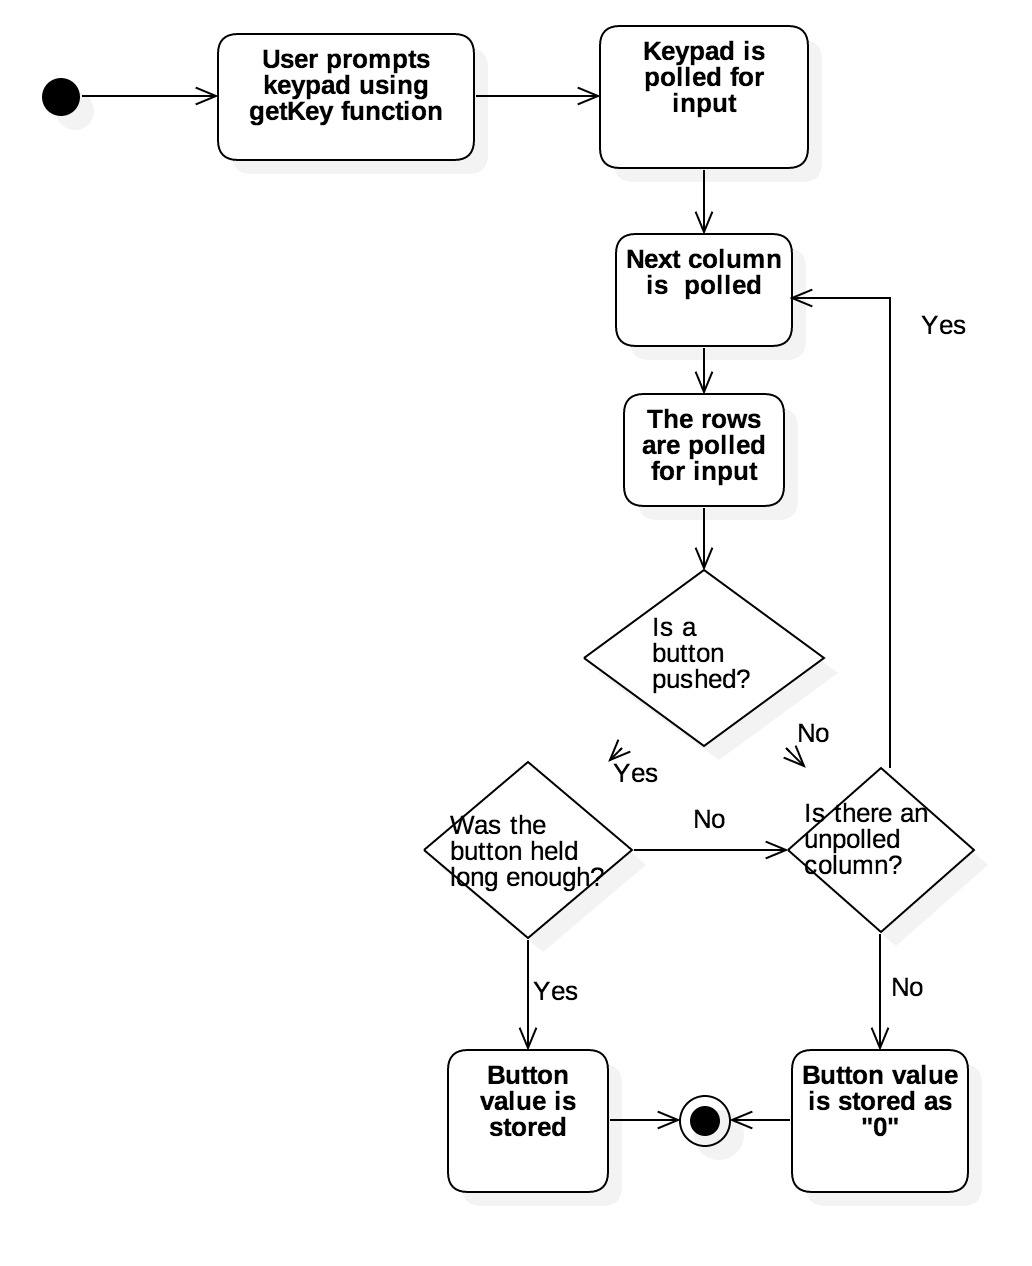 User prompts
keypad using
getKey function
Keypad is
polled for
input
Next column
is  polled
Yes
The rows
are polled
for input
Is a
button
pushed?
No
Yes
Was the
button held
long enough?
No
Is there an
unpolled
column?
Yes
No
Button
value is
stored
Button value
is stored as
"0"